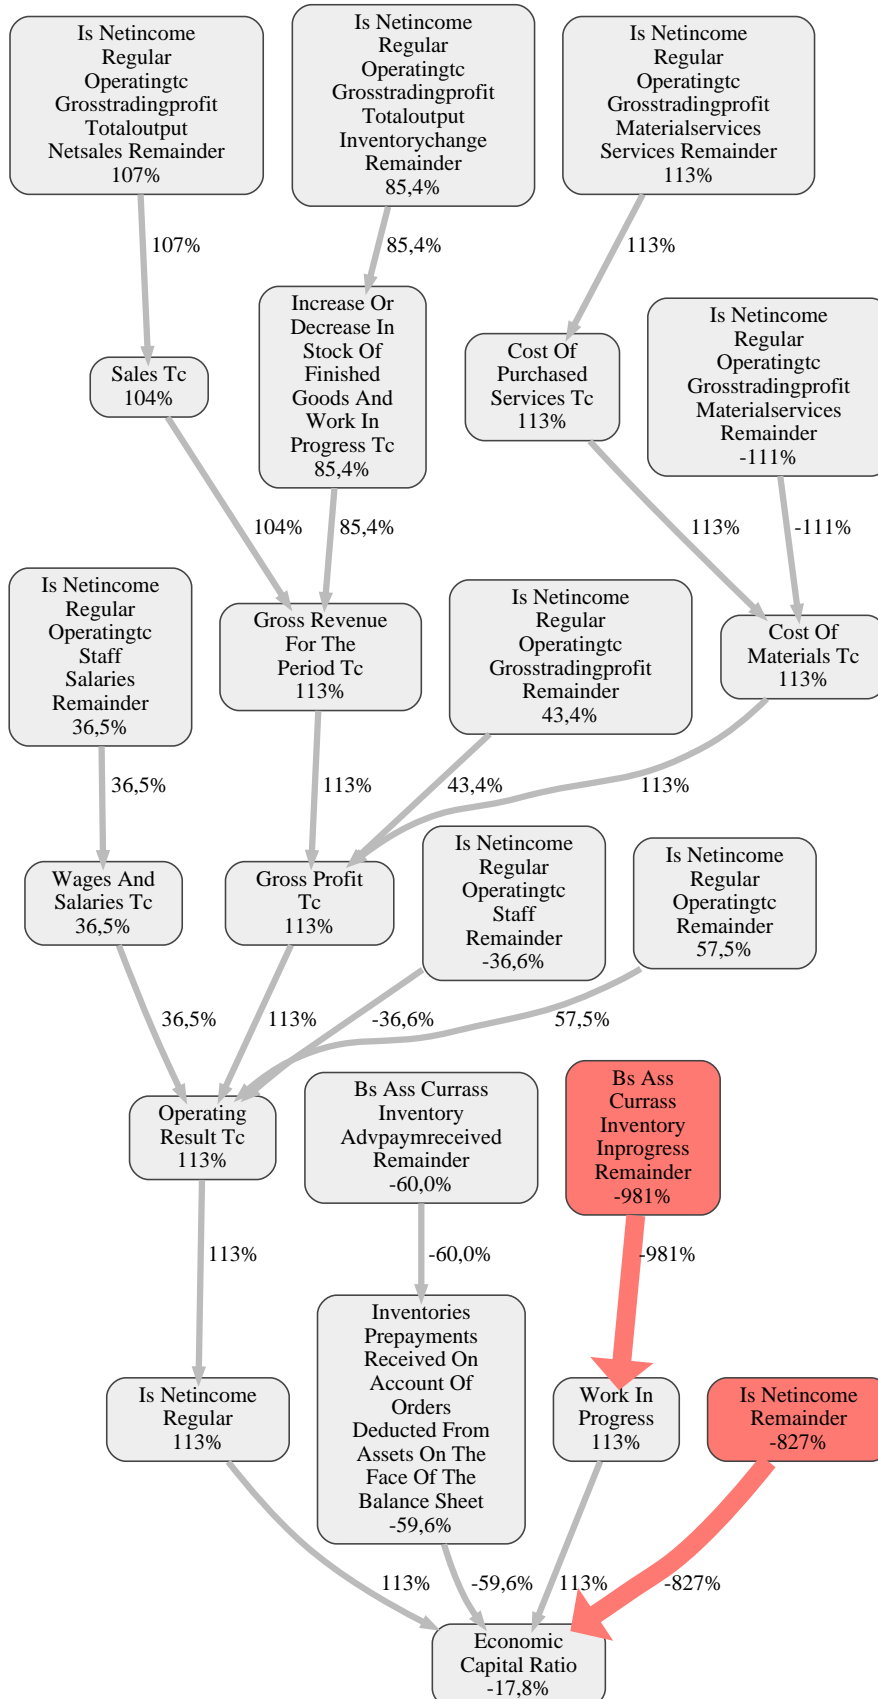 Is Netincome
Regular
Operatingtc
Grosstradingprofit
Totaloutput
Netsales Remainder
107%
Is Netincome
Regular
Operatingtc
Grosstradingprofit
Totaloutput
Inventorychange
Remainder
85,4%
Is Netincome
Regular
Operatingtc
Grosstradingprofit
Materialservices
Services Remainder
113%
107%
85,4%
113%
Sales Tc
104%
Increase Or
Decrease In
Stock Of
Finished
Goods And
Work In
Progress Tc
85,4%
Cost Of
Purchased
Services Tc
113%
Is Netincome
Regular
Operatingtc
Grosstradingprofit
Materialservices
Remainder
-111%
104%
85,4%
113%
-111%
Is Netincome
Regular
Operatingtc
Staff
Salaries
Remainder
36,5%
Gross Revenue
For The
Period Tc
113%
Is Netincome
Regular
Operatingtc
Grosstradingprofit
Remainder
43,4%
Cost Of
Materials Tc
113%
36,5%
113%
43,4%
113%
Wages And
Salaries Tc
36,5%
Gross Profit
Tc
113%
Is Netincome
Regular
Operatingtc
Staff
Remainder
-36,6%
Is Netincome
Regular
Operatingtc
Remainder
57,5%
36,5%
113%
-36,6%
57,5%
Operating
Result Tc
113%
Bs Ass Currass
Inventory
Advpaymreceived
Remainder
-60,0%
Bs Ass
Currass
Inventory
Inprogress
Remainder
-981%
113%
-60,0%
-981%
Is Netincome
Regular
113%
Inventories
Prepayments
Received On
Account Of
Orders
Deducted From
Assets On The
Face Of The
Balance Sheet
-59,6%
Work In
Progress
113%
Is Netincome
Remainder
-827%
113%
-59,6%
113%
-827%
Economic
Capital Ratio
-17,8%